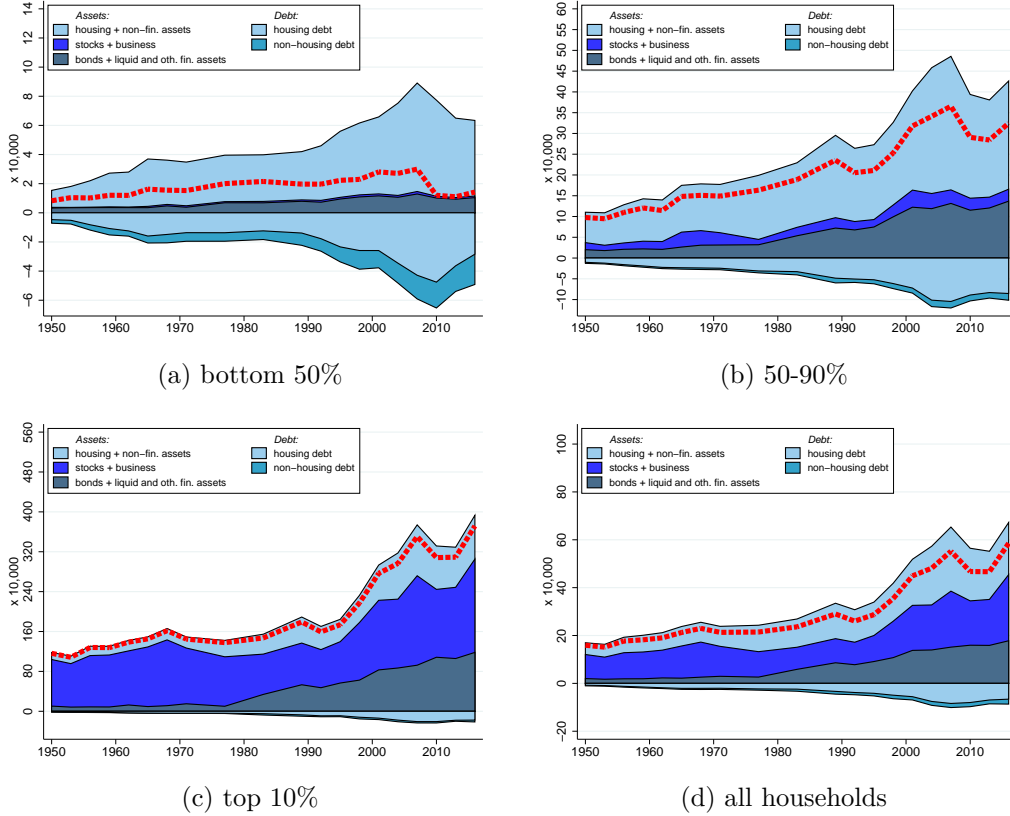 Assets: Debt:
housing + non−fin. assets housing debt
stocks + business non−housing debt
bonds + liquid and oth. fin. assets
x 10,000
14
12
10
8
6
4
2
0
−2
−4
−6
1950 1960 1970 1980 1990 2000 2010
(a) bottom 50%
Assets: Debt:
housing + non−fin. assets housing debt
stocks + business non−housing debt
bonds + liquid and oth. fin. assets
x 10,000
60
55
50
45
40
35
30
25
20
15
10
5
0
−5
−10
1950 1960 1970 1980 1990 2000 2010
(b) 50-90%
Assets: Debt:
housing + non−fin. assets housing debt
stocks + business non−housing debt
bonds + liquid and oth. fin. assets
x 10,000
560
480
400
320
240
160
80
0
1950 1960 1970 1980 1990 2000 2010
(c) top 10%
Assets: Debt:
housing + non−fin. assets housing debt
stocks + business non−housing debt
bonds + liquid and oth. fin. assets
x 10,000
100
80
60
40
20
0
−20
1950 1960 1970 1980 1990 2000 2010
(d) all households